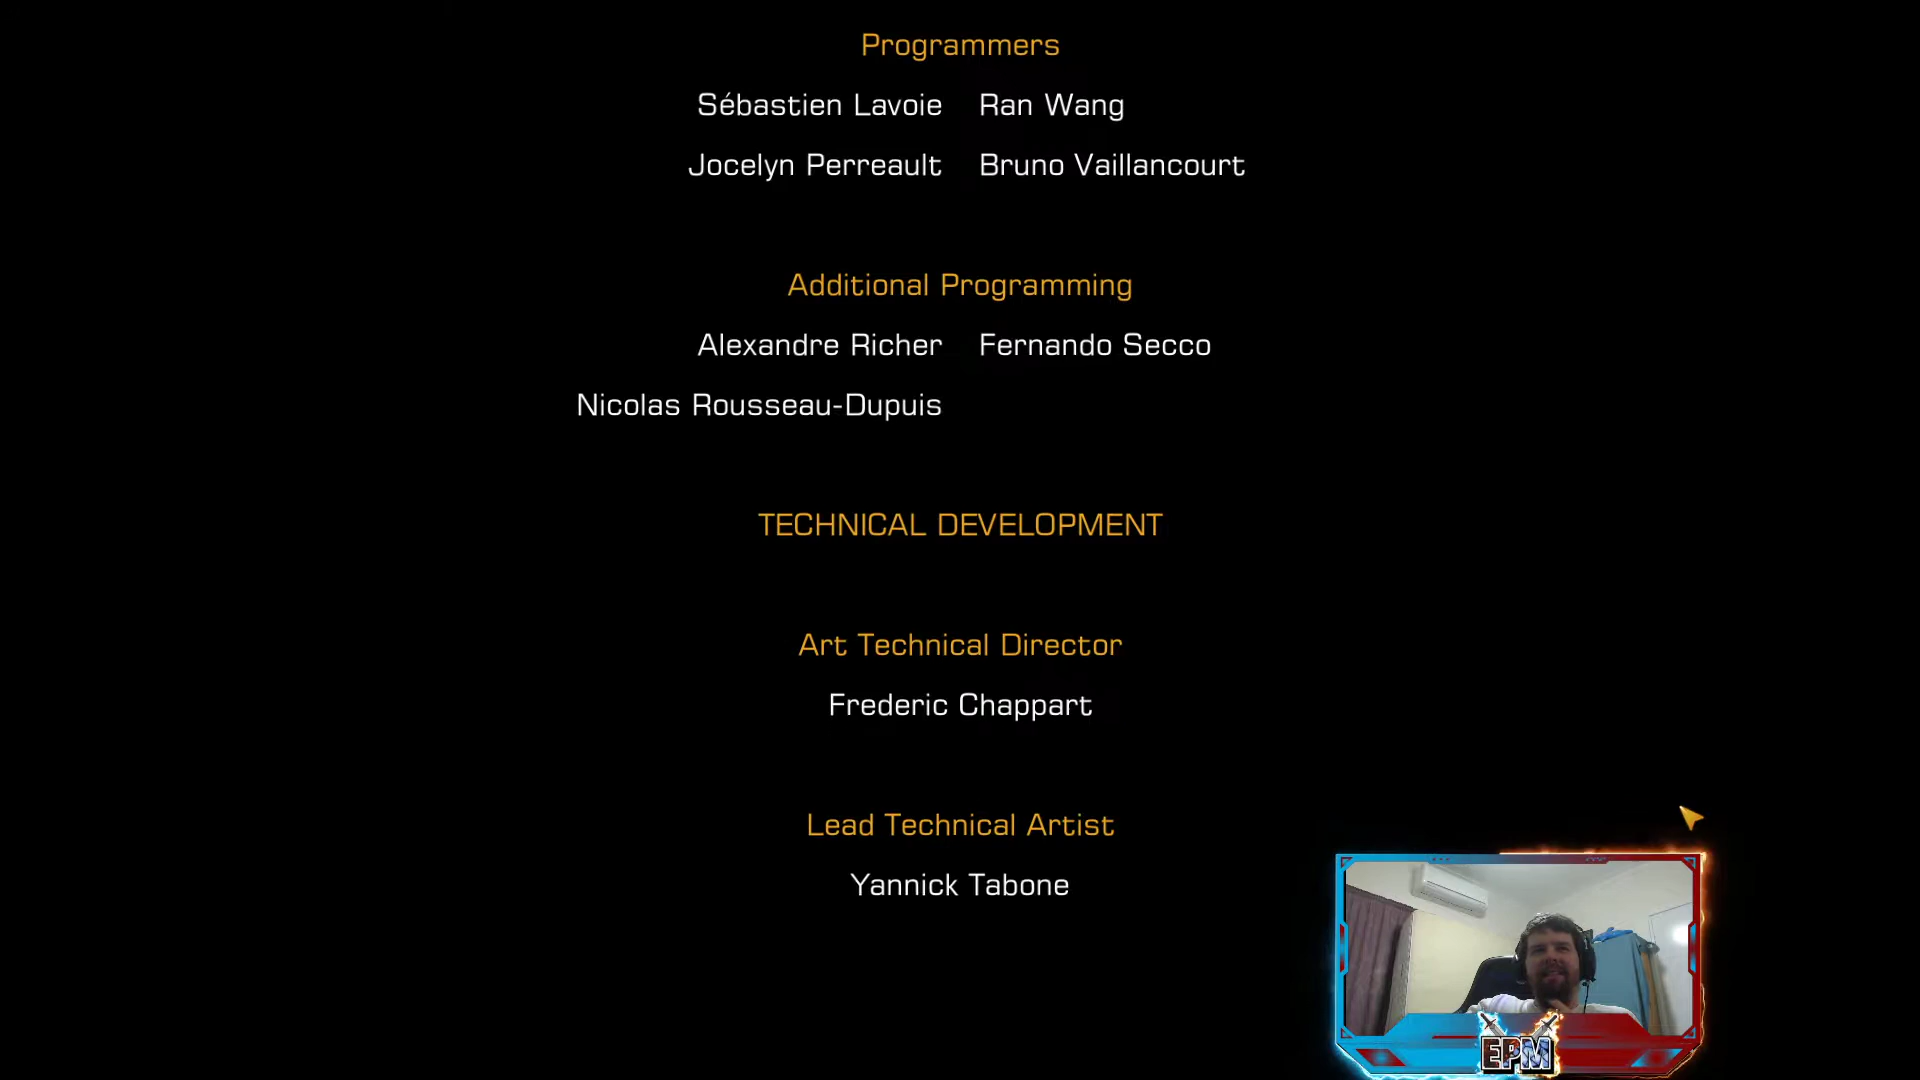 Programmers
Sébastien Lavoie Ran Wang
Jocelyn Perreault Bruno Vaillancourt
Additional Programming
Alexandre Richer Fernando Secco
Nicolas Rousseau-Dupuis
TECHNICAL DEVELOPMENT
Art Technical Director
Frederic Chappart
Lead Technical Artist
Yannick Tabone
EPM